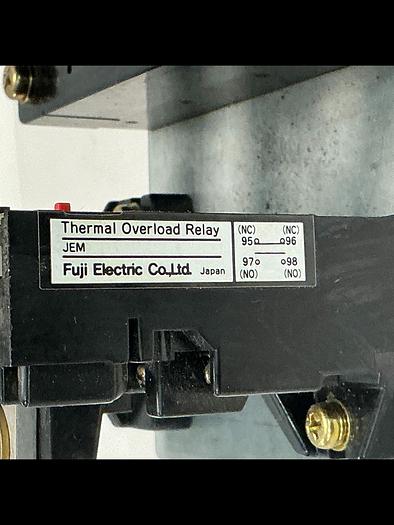 Thermal Overload Relay
JEM
Fuji Electric Co.,Ltd. Japan
(NC) (NC)
95 96
97 98
(NO) (NO)